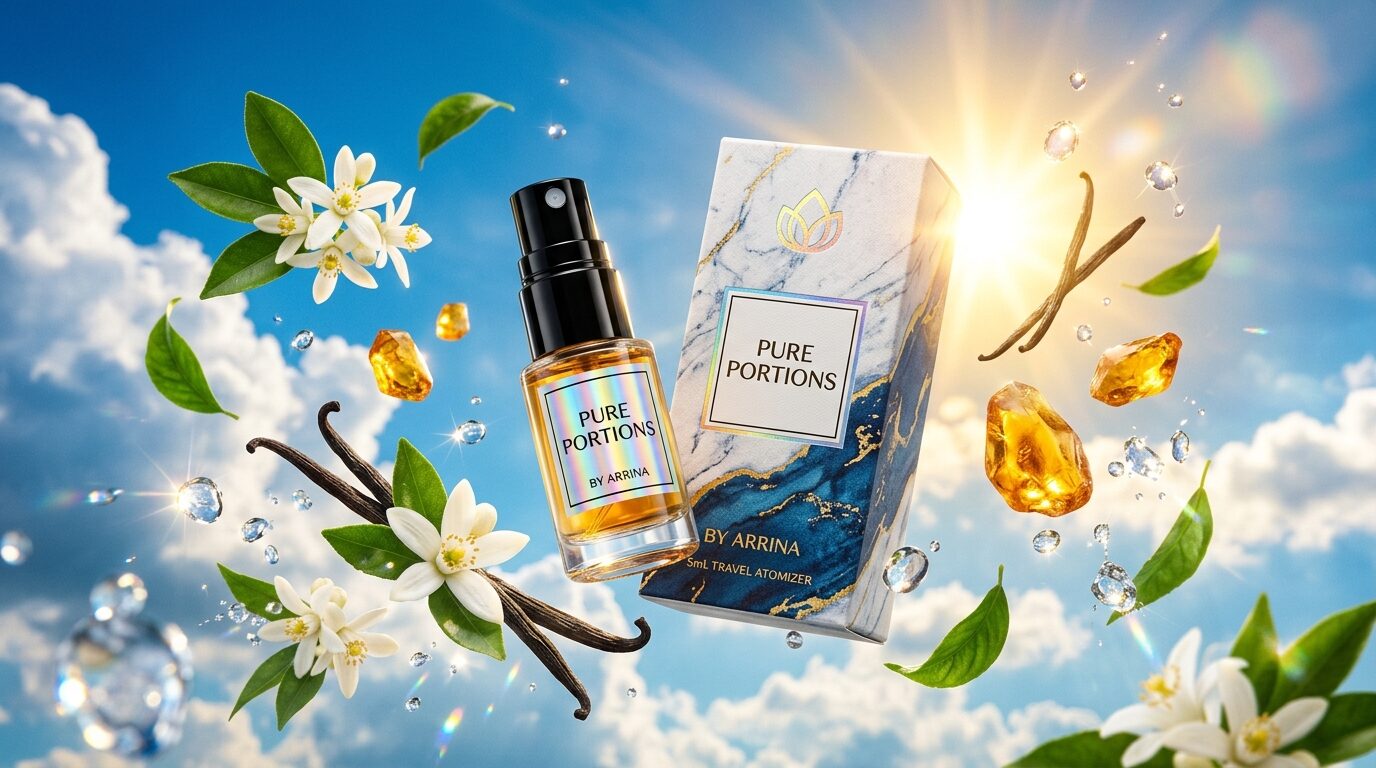 PURE
PORTIONS
BY ARRINA
PURE
PORTIONS
BY ARRINA
5mL TRAVEL ATOMIZER